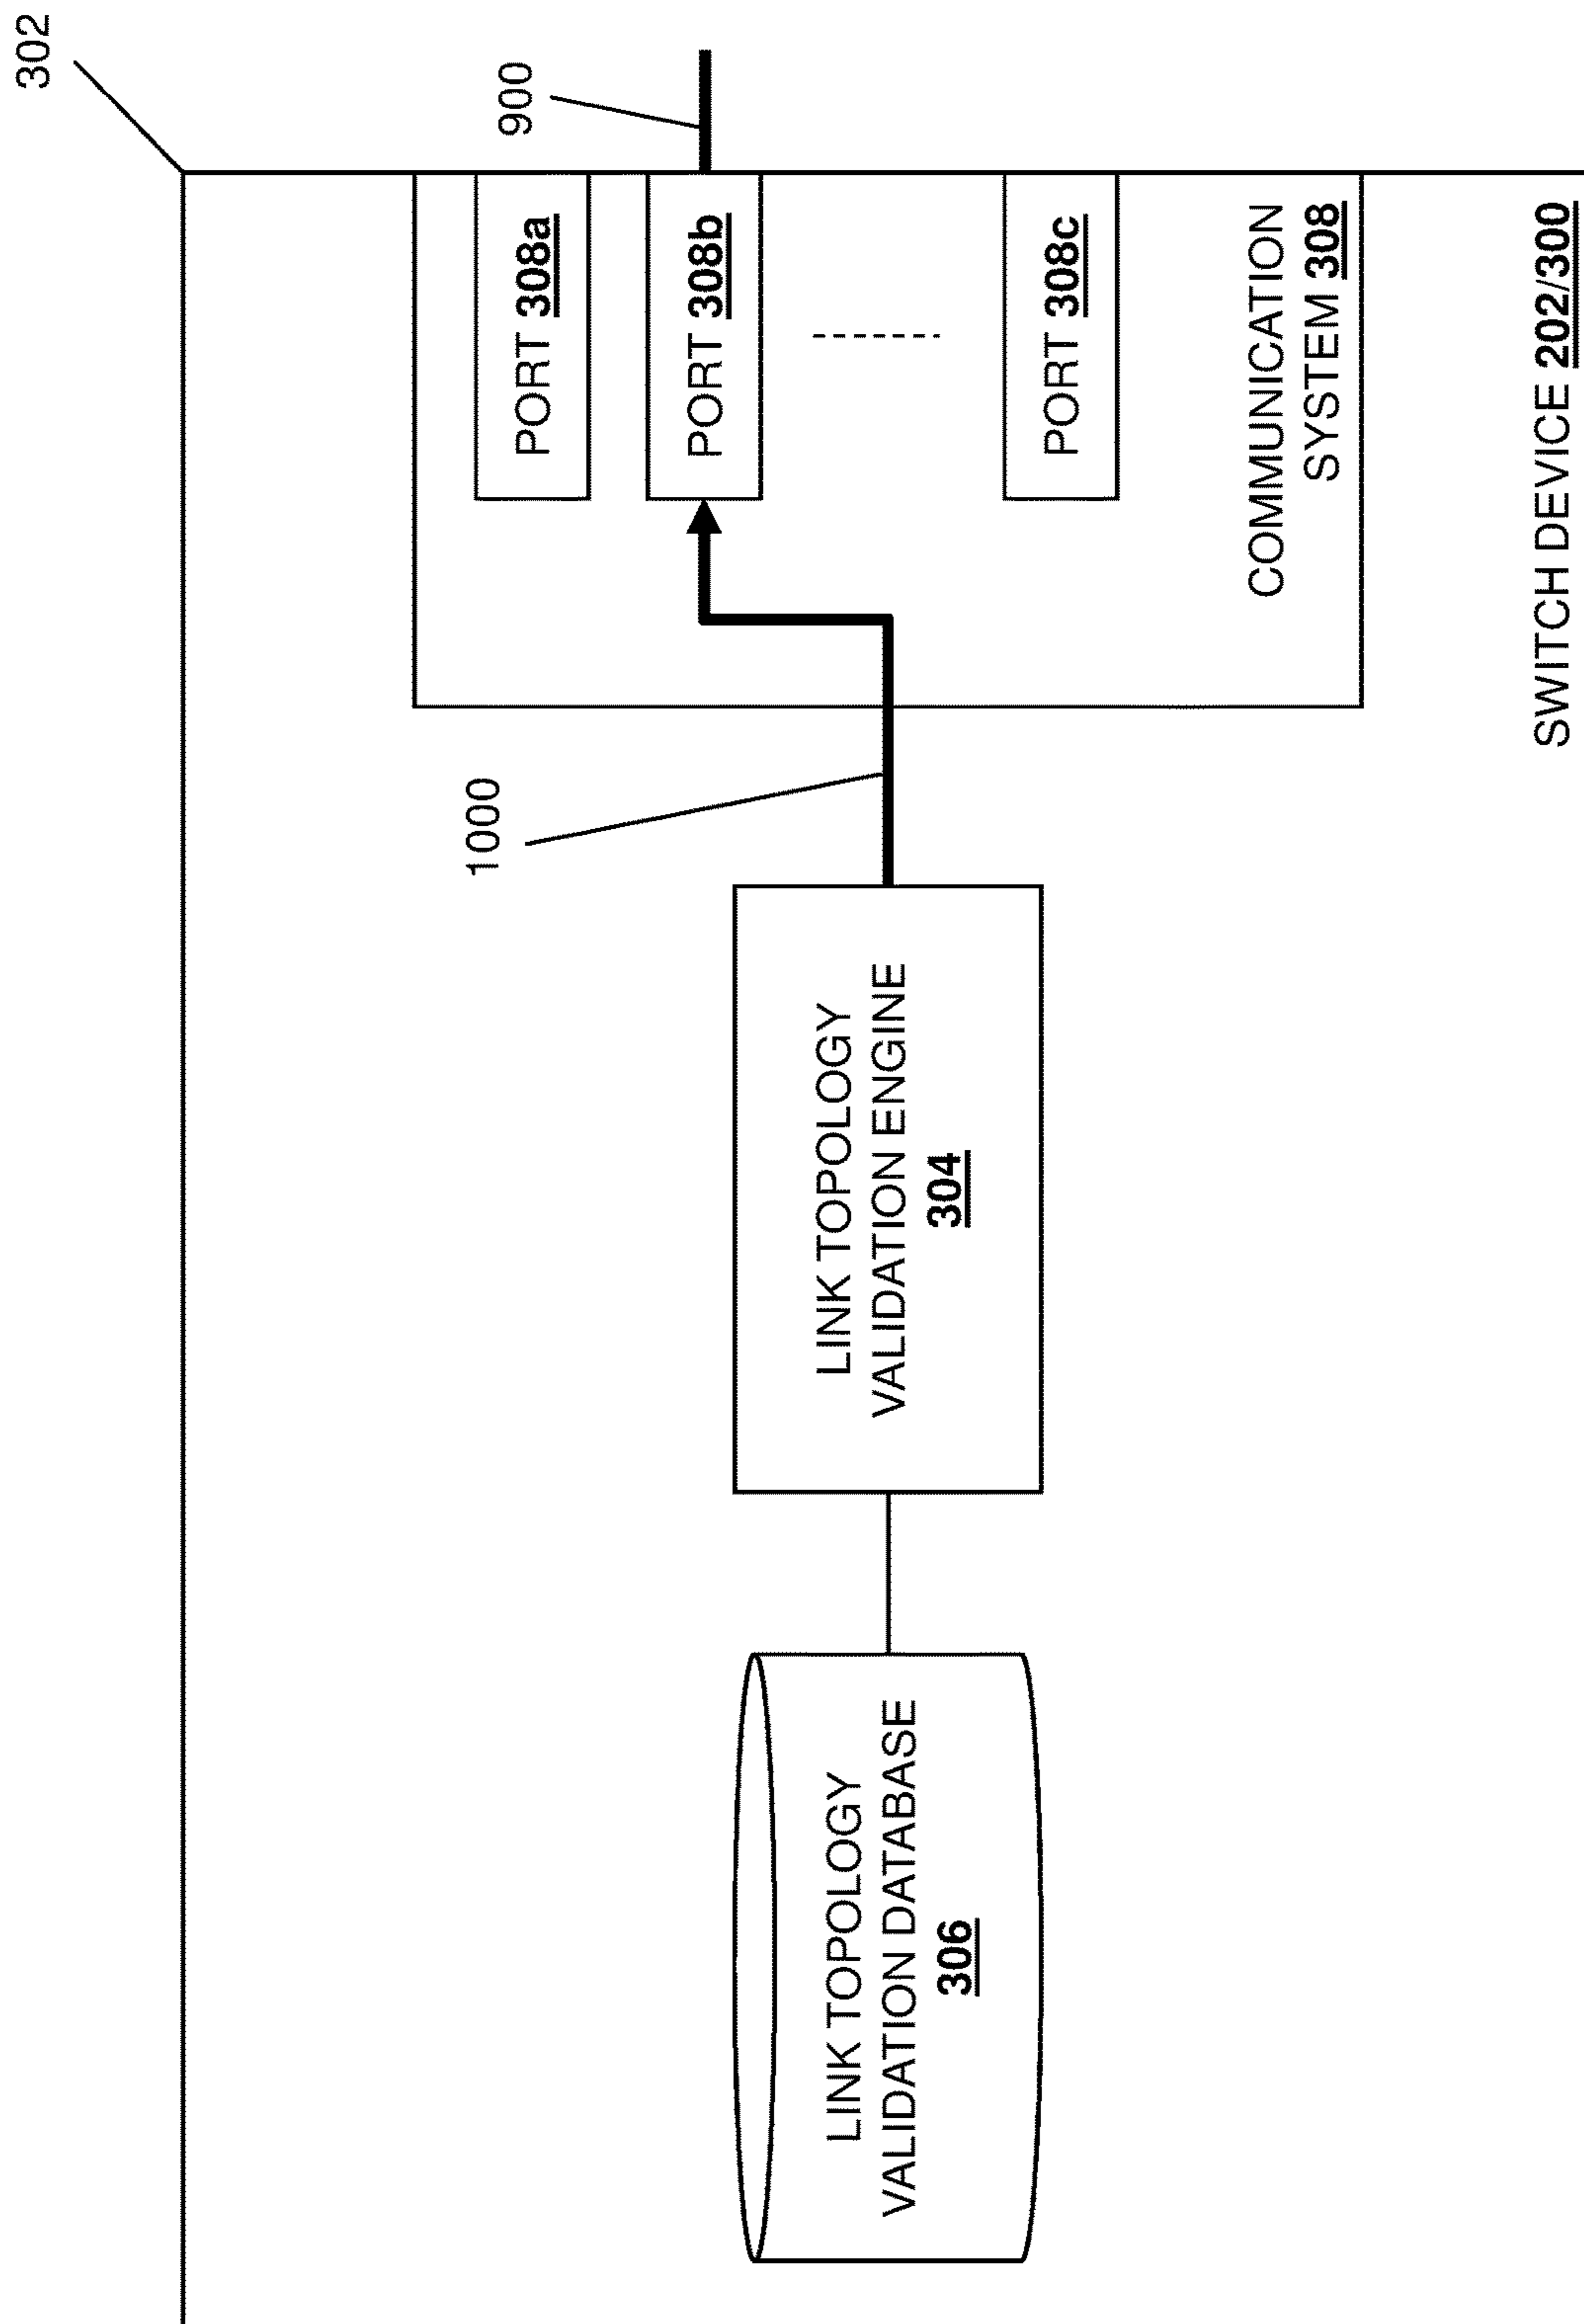 302
900
PORT 308a
PORT 308b
PORT 308c
COMMUNICATION
SYSTEM 308
1000
LINK TOPOLOGY
VALIDATION ENGINE
304
LINK TOPOLOGY
VALIDATION DATABASE
306
SWITCH DEVICE 202/300